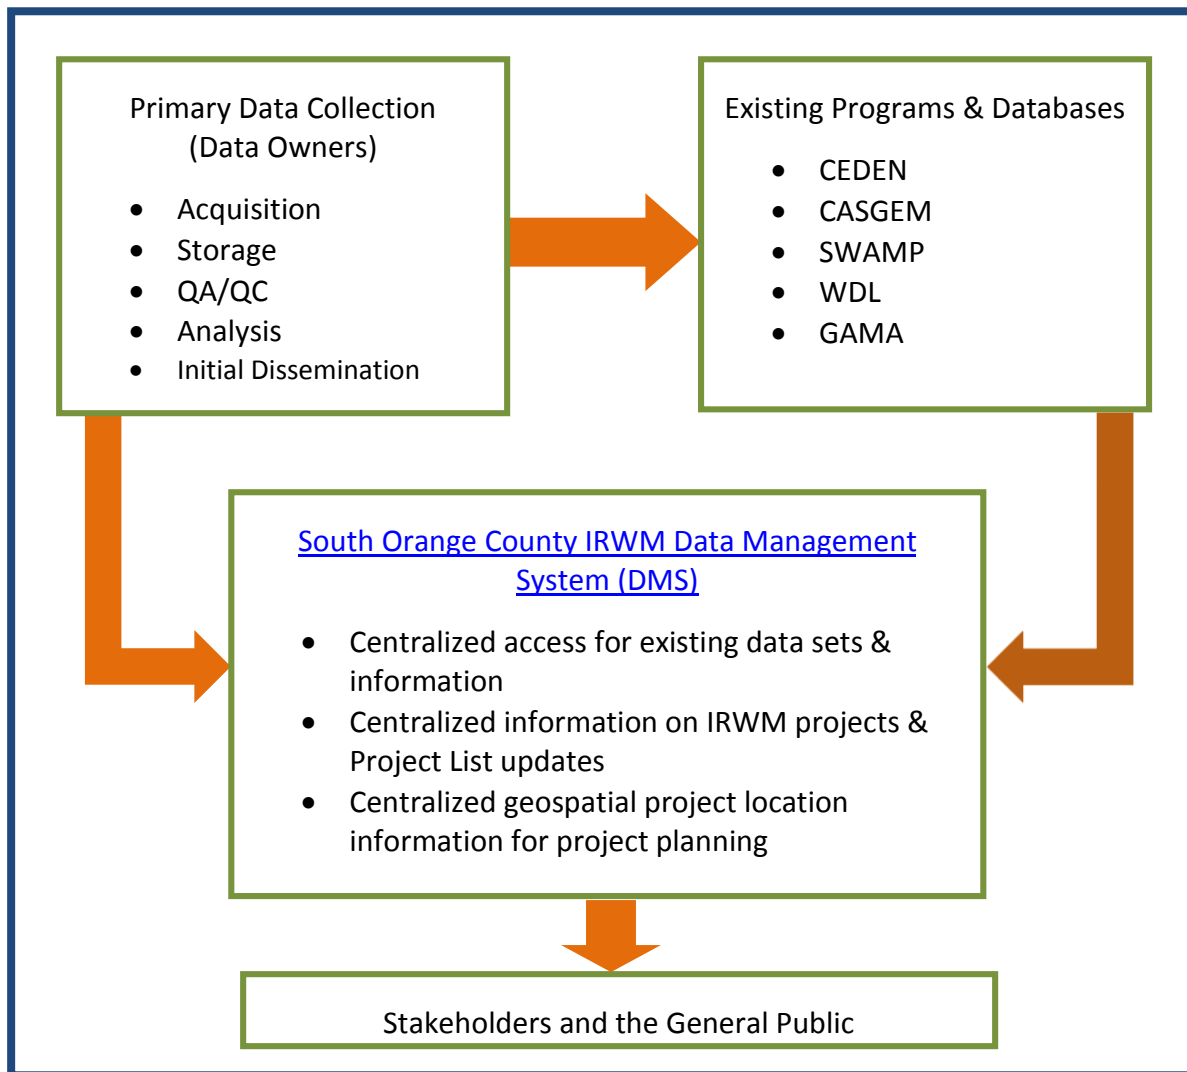 Primary Data Collection
(Data Owners)
• Acquisition
• Storage
• QA/QC
• Analysis
• Initial Dissemination
Existing Programs & Databases
• CEDEN
• CASGEM
• SWAMP
• WDL
• GAMA
South Orange County IRWM Data Management
System (DMS)
• Centralized access for existing data sets &
information
• Centralized information on IRWM projects &
Project List updates
• Centralized geospatial project location
information for project planning
Stakeholders and the General Public